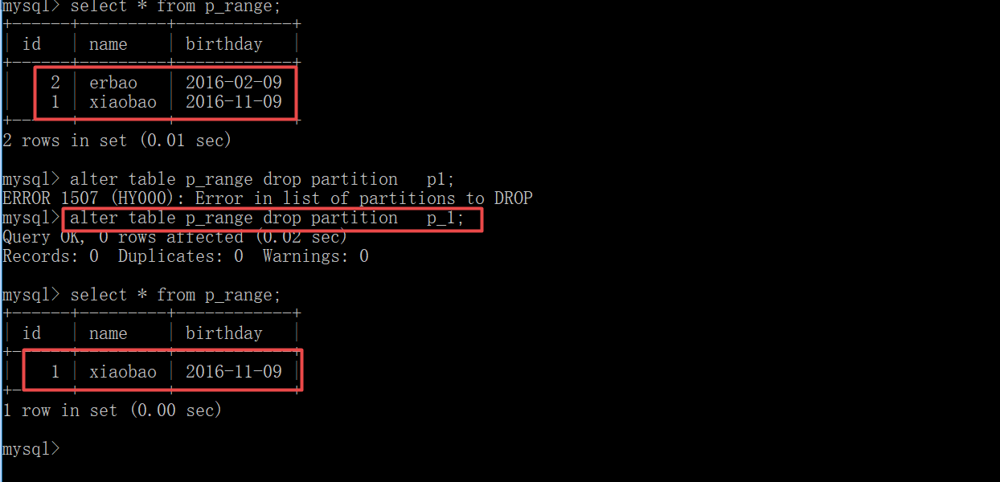 mysql> select * from p_range;
+------+---------+------------+
| id   | name    | birthday   |
+------+---------+------------+
|    2 | erbao   | 2016-02-09
|    1 | xiaobao | 2016-11-09
+------+---------+------------+
2 rows in set (0.01 sec)
mysql> alter table p_range drop partition   p1;
ERROR 1507 (HY000): Error in list of partitions to DROP
mysql> alter table p_range drop partition   p_1;
Query OK, 0 rows affected (0.02 sec)
Records: 0  Duplicates: 0  Warnings: 0
mysql> select * from p_range;
+------+---------+------------+
| id   | name    | birthday   |
+------+---------+------------+
|    1 | xiaobao | 2016-11-09 |
+------+---------+------------+
1 row in set (0.00 sec)
mysql>